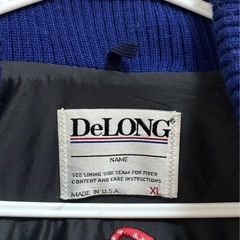 DeLONG®
NAME
SEE LINING SIDE SEAM FOR FIBER
CONTENT AND CARE INSTRUCTIONS
MADE IN U.S.A. XL